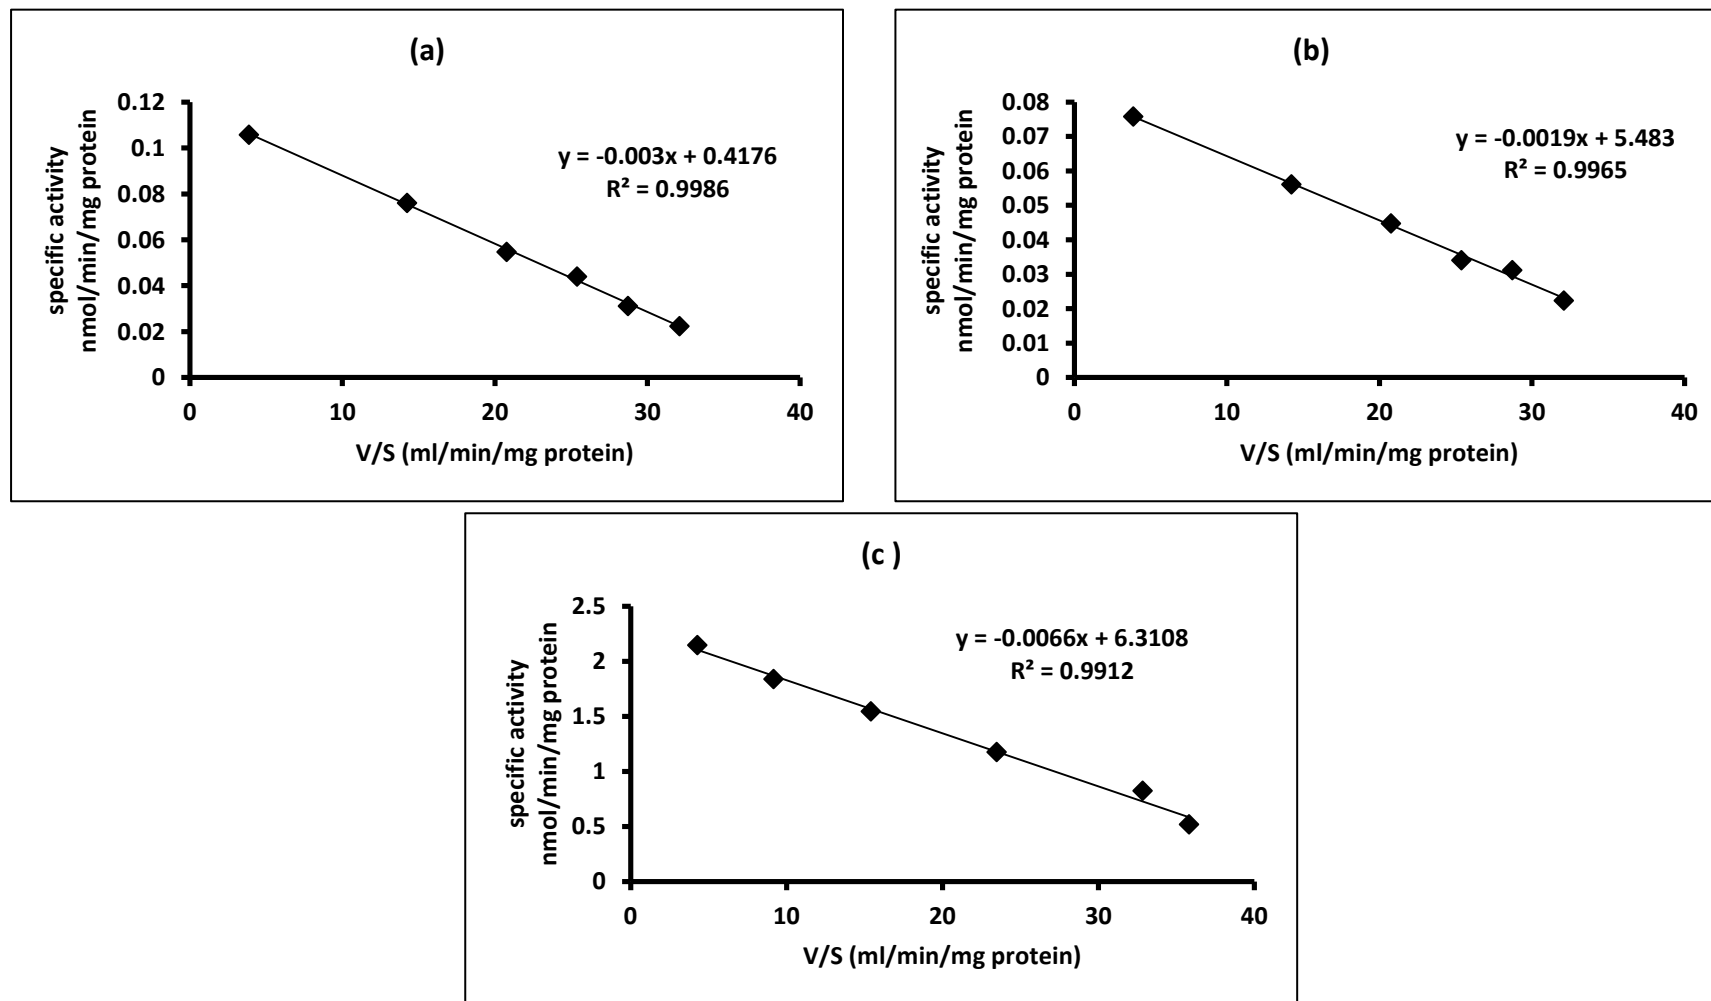 (a)
specific activity
nmol/min/mg protein
0.12
0.1
0.08
0.06
0.04
0.02
0
y = -0.003x + 0.4176
R² = 0.9986
0 10 20 30 40
V/S (ml/min/mg protein)
(b)
specific activity
nmol/min/mg protein
0.08
0.07
0.06
0.05
0.04
0.03
0.02
0.01
0
y = -0.0019x + 5.483
R² = 0.9965
0 10 20 30 40
V/S (ml/min/mg protein)
(c )
specific activity
nmol/min/mg protein
2.5
2
1.5
1
0.5
0
y = -0.0066x + 6.3108
R² = 0.9912
0 10 20 30 40
V/S (ml/min/mg protein)